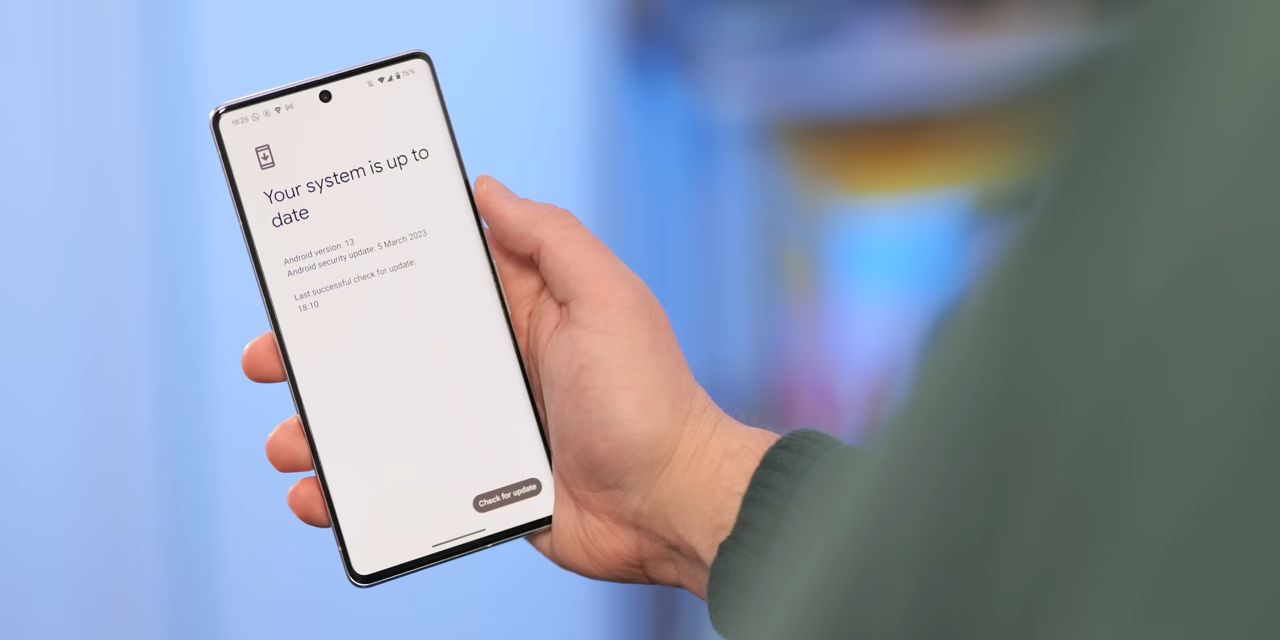 18:25
76%
Your system is up to
date
Android version: 13
Android security update: 5 March 2023
Last successful check for update:
18:10
Check for update